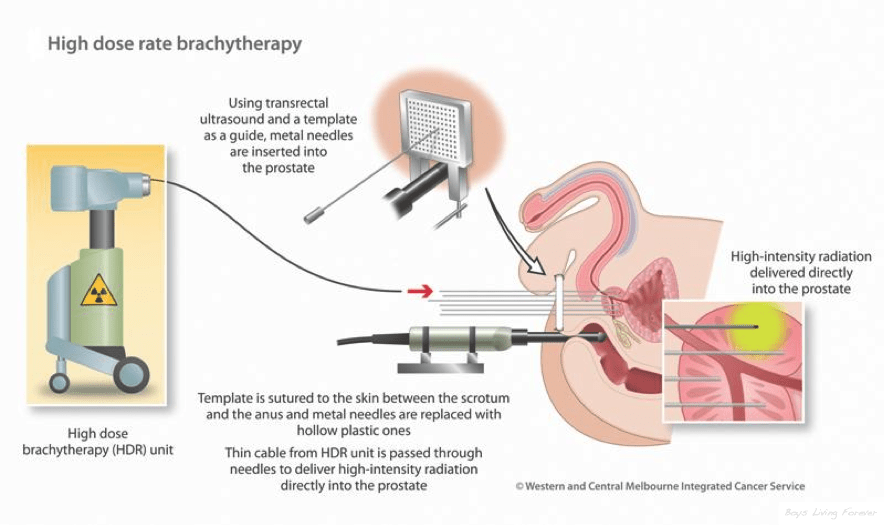 High dose rate brachytherapy
Using transrectal
ultrasound and a template
as a guide, metal needles
are inserted into
the prostate
High-intensity radiation
delivered directly
into the prostate
Template is sutured to the skin between the scrotum
and the anus and metal needles are replaced with
hollow plastic ones
High dose
brachytherapy (HDR) unit
Thin cable from HDR unit is passed through
needles to deliver high-intensity radiation
directly into the prostate
© Western and Central Melbourne Integrated Cancer Service
Boys Living Forever